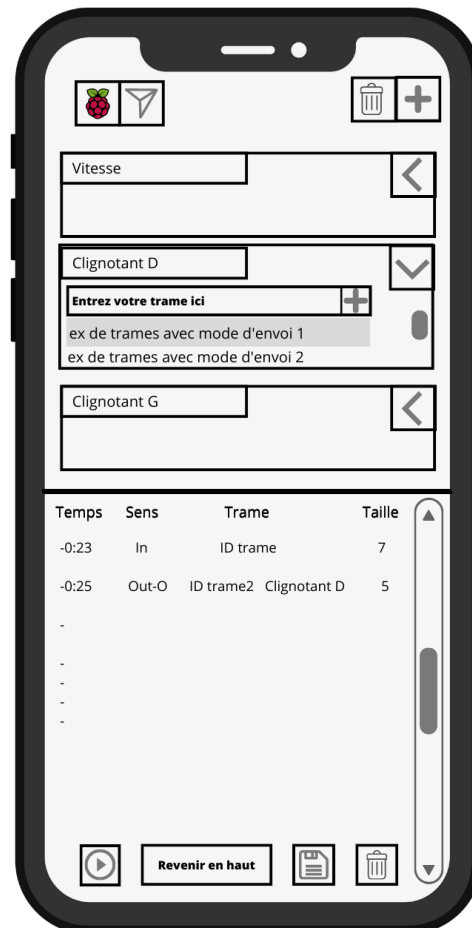 Vitesse
Clignotant D
Entrez votre trame ici
ex de trames avec mode d'envoi 1
ex de trames avec mode d'envoi 2
Clignotant G
Temps Sens Trame Taille
-0:23 In ID trame 7
-0:25 Out-O ID trame2 Clignotant D 5
-
-
-
-
-
Revenir en haut